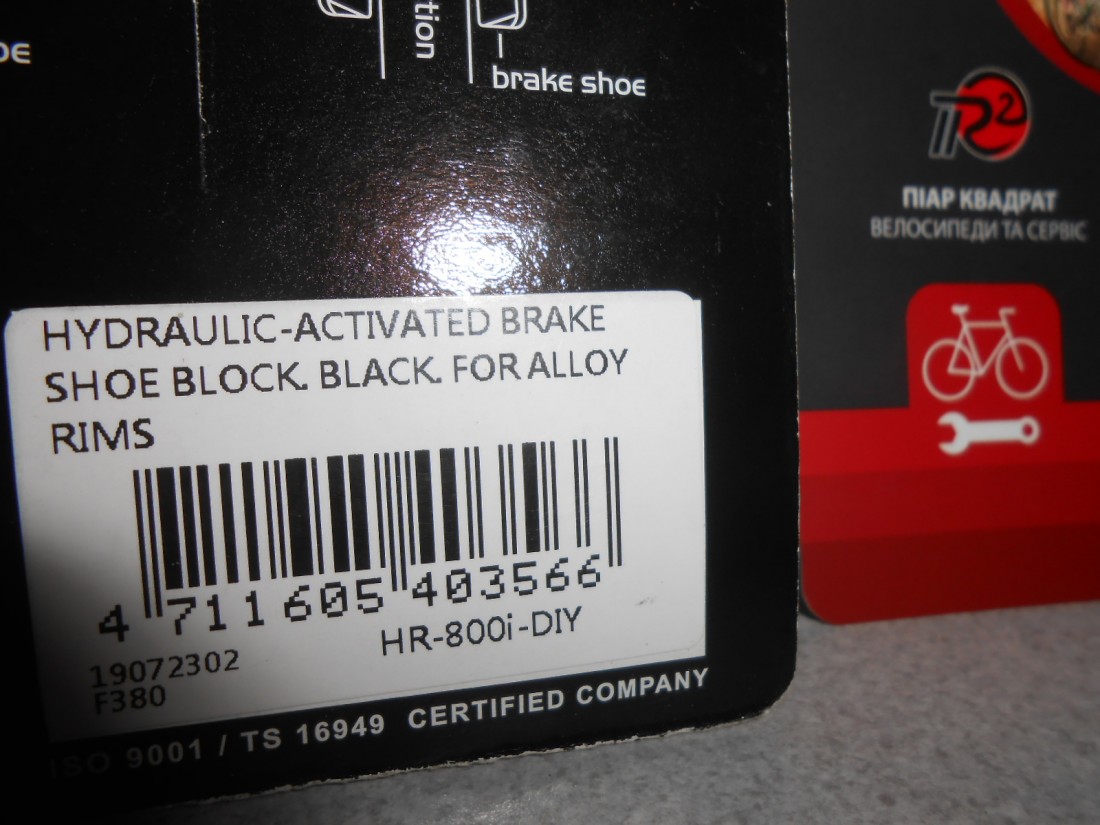 tion
brake shoe
HYDRAULIC-ACTIVATED BRAKE
SHOE BLOCK. BLACK. FOR ALLOY
RIMS
4 711605 403566
HR-800i-DIY
19072302
F380
ISO 9001 / TS 16949 CERTIFIED COMPANY
R2
ПІАР КВАДРАТ
ВЕЛОСИПЕДИ ТА СЕРВІС